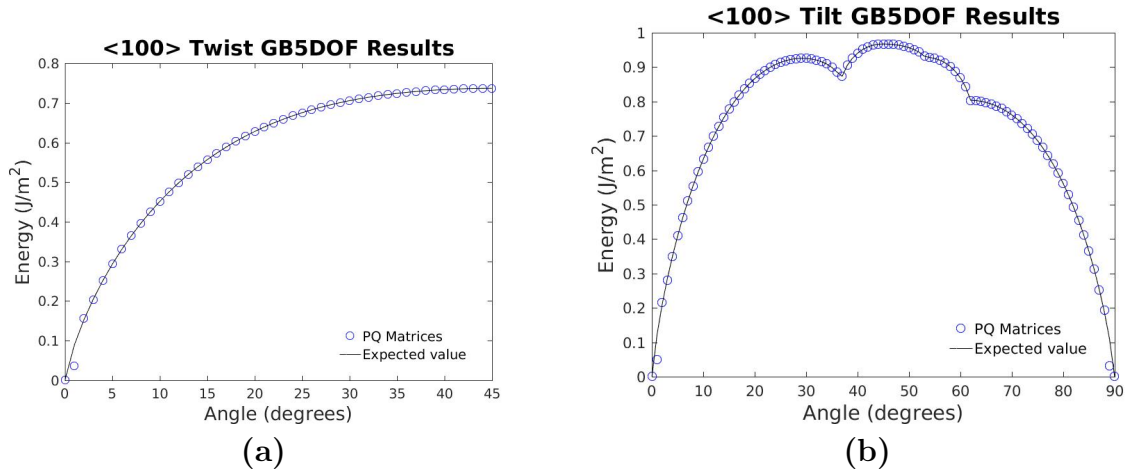 <100> Twist GB5DOF Results
0.8
0.7
0.6
0.5
0.4
0.3
0.2
0.1
0
Energy (J/m²)
PQ Matrices
Expected value
0 5 10 15 20 25 30 35 40 45
Angle (degrees)
(a)
<100> Tilt GB5DOF Results
1
0.9
0.8
0.7
0.6
0.5
0.4
0.3
0.2
0.1
0
Energy (J/m²)
PQ Matrices
Expected value
0 10 20 30 40 50 60 70 80 90
Angle (degrees)
(b)